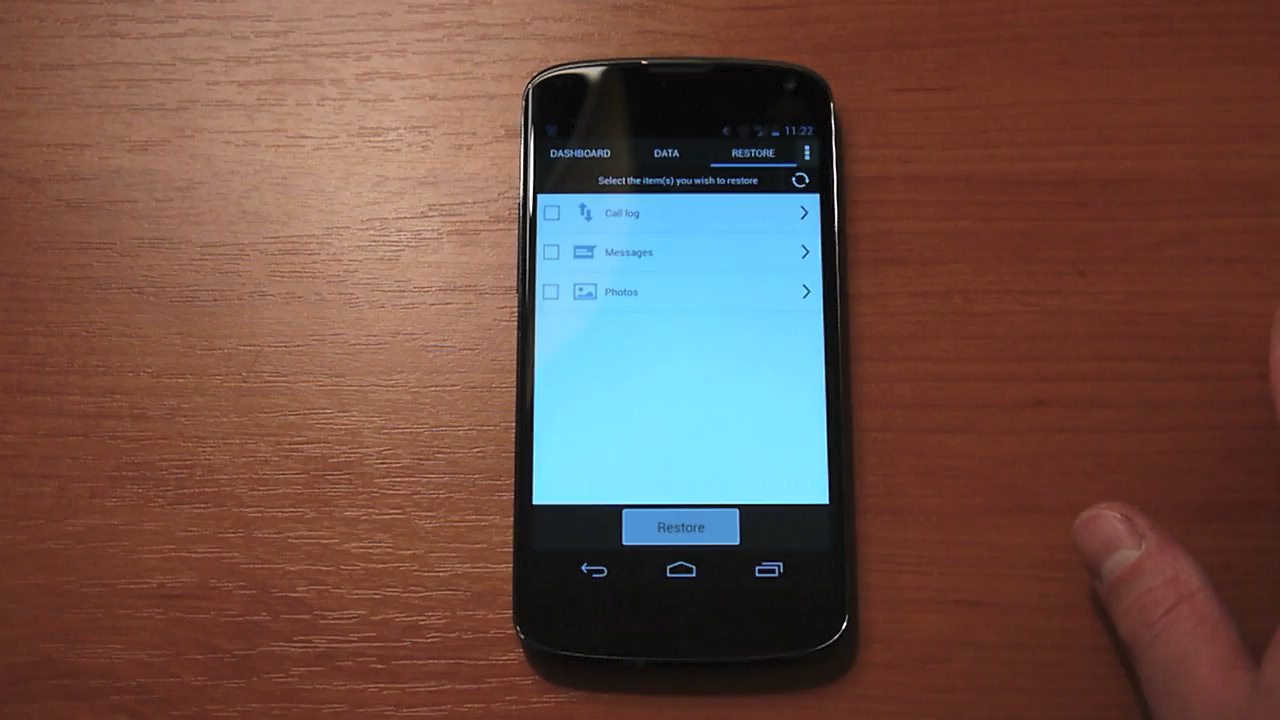 11:22
DASHBOARD DATA RESTORE
Select the item(s) you wish to restore
Call log
Messages
Photos
Restore